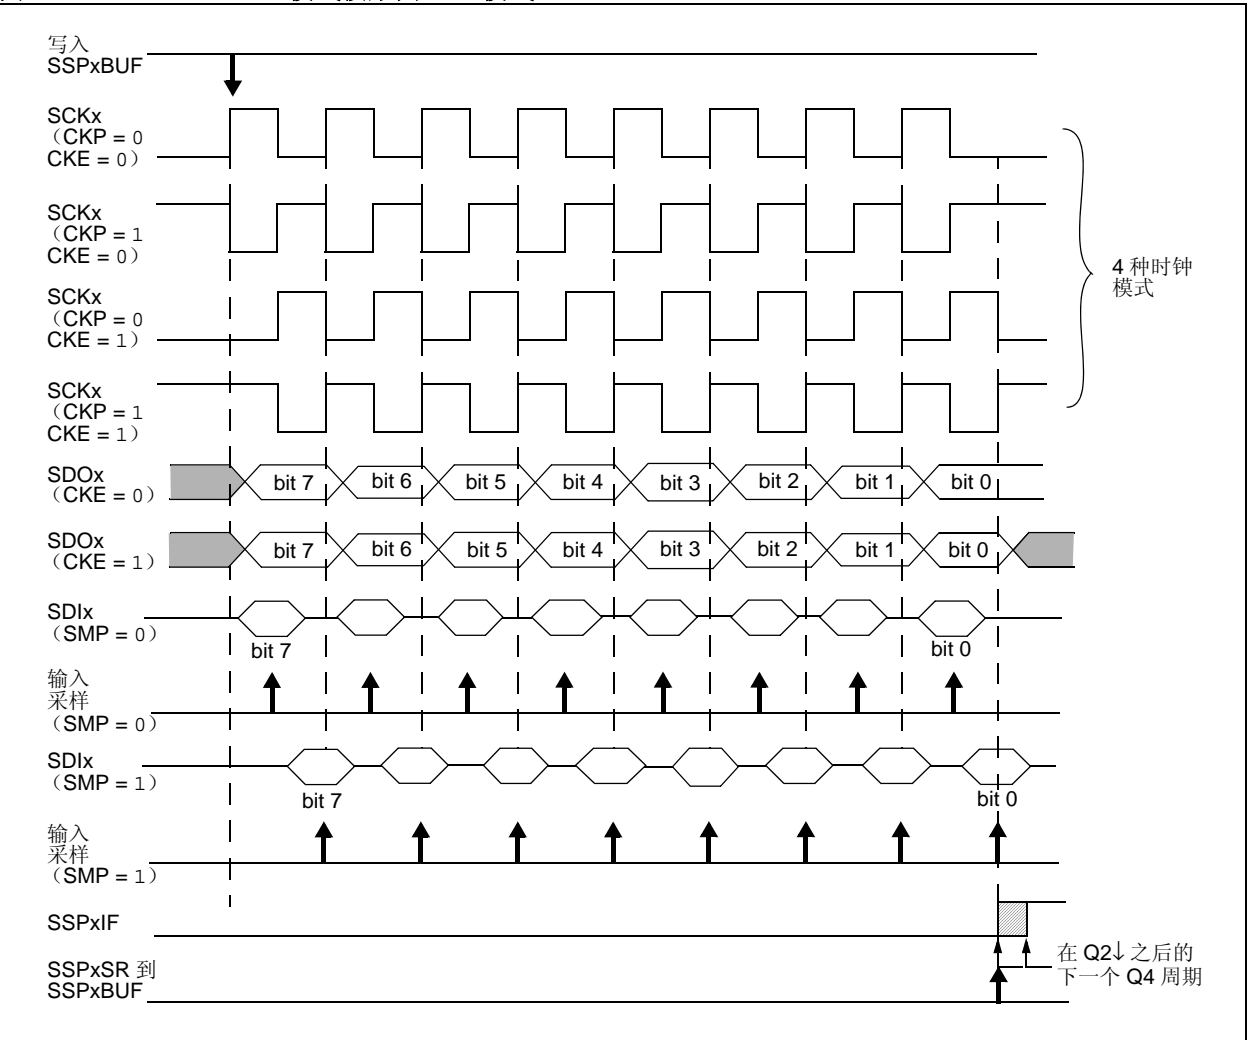 写入
SSPxBUF
SCKx
（CKP = 0
CKE = 0）
SCKx
（CKP = 1
CKE = 0）
SCKx
（CKP = 0
CKE = 1）
SCKx
（CKP = 1
CKE = 1）
4 种时钟
模式
SDOx
（CKE = 0）
bit 7 bit 6 bit 5 bit 4 bit 3 bit 2 bit 1 bit 0
SDOx
（CKE = 1）
bit 7 bit 6 bit 5 bit 4 bit 3 bit 2 bit 1 bit 0
SDIx
（SMP = 0）
bit 7 bit 0
输入
采样
（SMP = 0）
SDIx
（SMP = 1）
bit 7 bit 0
输入
采样
（SMP = 1）
SSPxIF
SSPxSR 到
SSPxBUF
在 Q2↓ 之后的
下一个 Q4 周期